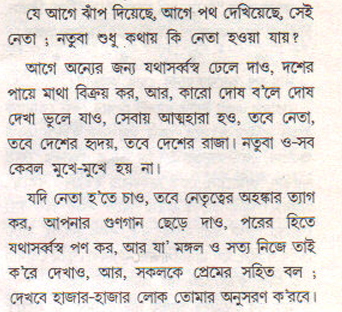 যে আগে ঝাঁপ দিয়েছে, আগে পথ দেখিয়েছে, সেই
নেতা ; নতুবা শুধু কথায় কি নেতা হওয়া যায়?
আগে অন্যের জন্য যথাসর্ব্বস্ব ঢেলে দাও, দশের
পায়ে মাথা বিক্রয় কর, আর, কারো দোষ ব'লে দোষ
দেখা ভুলে যাও, সেবায় আত্মহারা হও, তবে নেতা,
তবে দেশের হৃদয়, তবে দেশের রাজা। নতুবা ও-সব
কেবল মুখে-মুখে হয় না।
যদি নেতা হ'তে চাও, তবে নেতৃত্বের অহঙ্কার ত্যাগ
কর, আপনার গুণগান ছেড়ে দাও, পরের হিতে
যথাসর্ব্বস্ব পণ কর, আর যা' মঙ্গল ও সত্য নিজে তাই
ক'রে দেখাও, আর, সকলকে প্রেমের সহিত বল ;
দেখবে হাজার-হাজার লোক তোমার অনুসরণ ক'রবে।